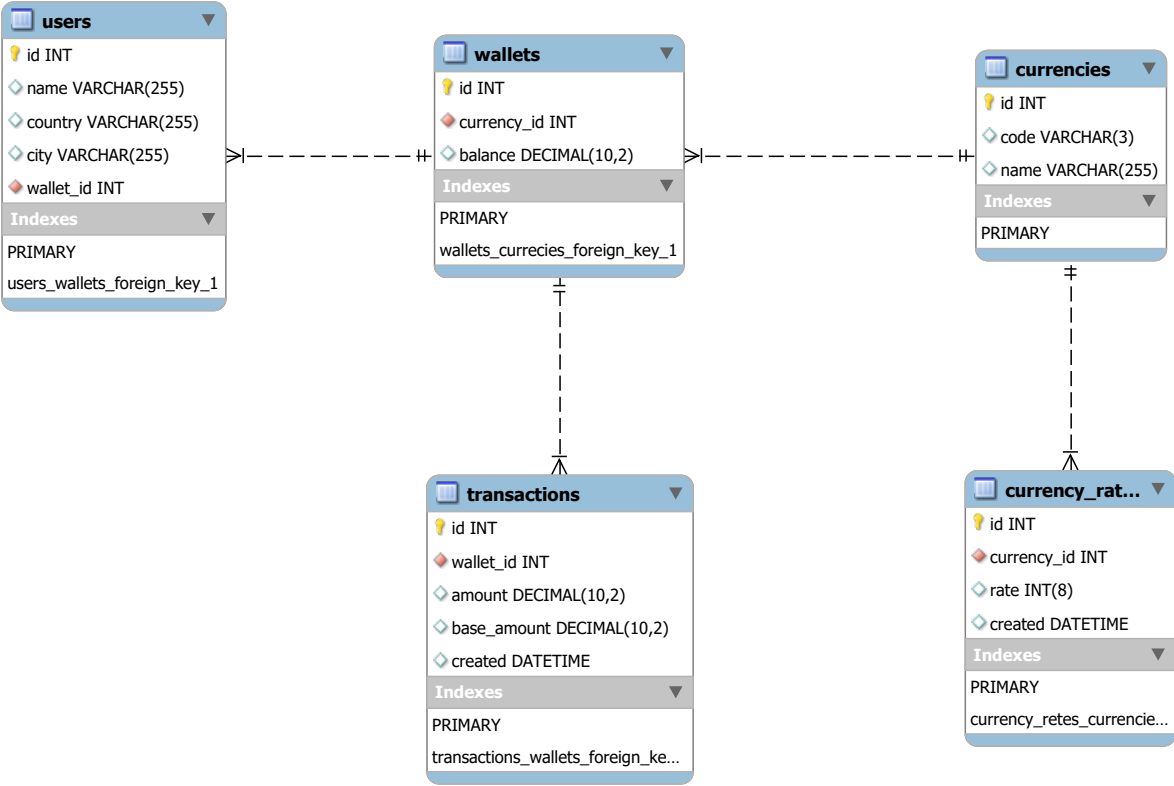 users
id INT
name VARCHAR(255)
country VARCHAR(255)
city VARCHAR(255)
wallet_id INT
Indexes
PRIMARY
users_wallets_foreign_key_1
wallets
id INT
currency_id INT
balance DECIMAL(10,2)
Indexes
PRIMARY
wallets_currecies_foreign_key_1
currencies
id INT
code VARCHAR(3)
name VARCHAR(255)
Indexes
PRIMARY
transactions
id INT
wallet_id INT
amount DECIMAL(10,2)
base_amount DECIMAL(10,2)
created DATETIME
Indexes
PRIMARY
transactions_wallets_foreign_ke...
currency_rat...
id INT
currency_id INT
rate INT(8)
created DATETIME
Indexes
PRIMARY
currency_retes_currencie...